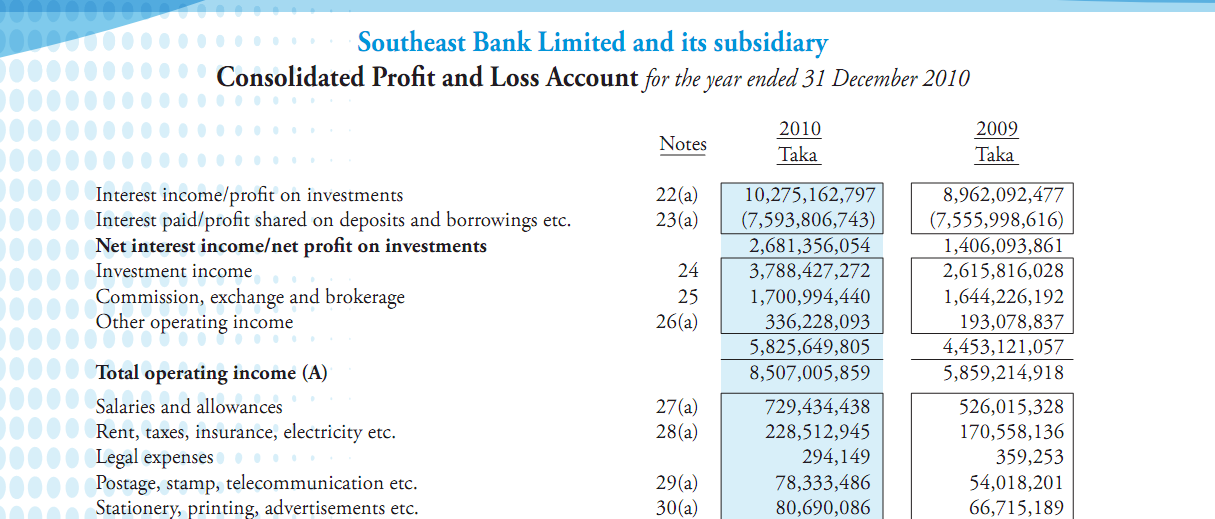 Southeast Bank Limited and its subsidiary
Consolidated Profit and Loss Account for the year ended 31 December 2010
Notes 2010 Taka 2009 Taka
Interest income/profit on investments 22(a) 10,275,162,797 8,962,092,477
Interest paid/profit shared on deposits and borrowings etc. 23(a) (7,593,806,743) (7,555,998,616)
Net interest income/net profit on investments 2,681,356,054 1,406,093,861
Investment income 24 3,788,427,272 2,615,816,028
Commission, exchange and brokerage 25 1,700,994,440 1,644,226,192
Other operating income 26(a) 336,228,093 193,078,837
5,825,649,805 4,453,121,057
Total operating income (A) 8,507,005,859 5,859,214,918
Salaries and allowances 27(a) 729,434,438 526,015,328
Rent, taxes, insurance, electricity etc. 28(a) 228,512,945 170,558,136
Legal expenses 294,149 359,253
Postage, stamp, telecommunication etc. 29(a) 78,333,486 54,018,201
Stationery, printing, advertisements etc. 30(a) 80,690,086 66,715,189